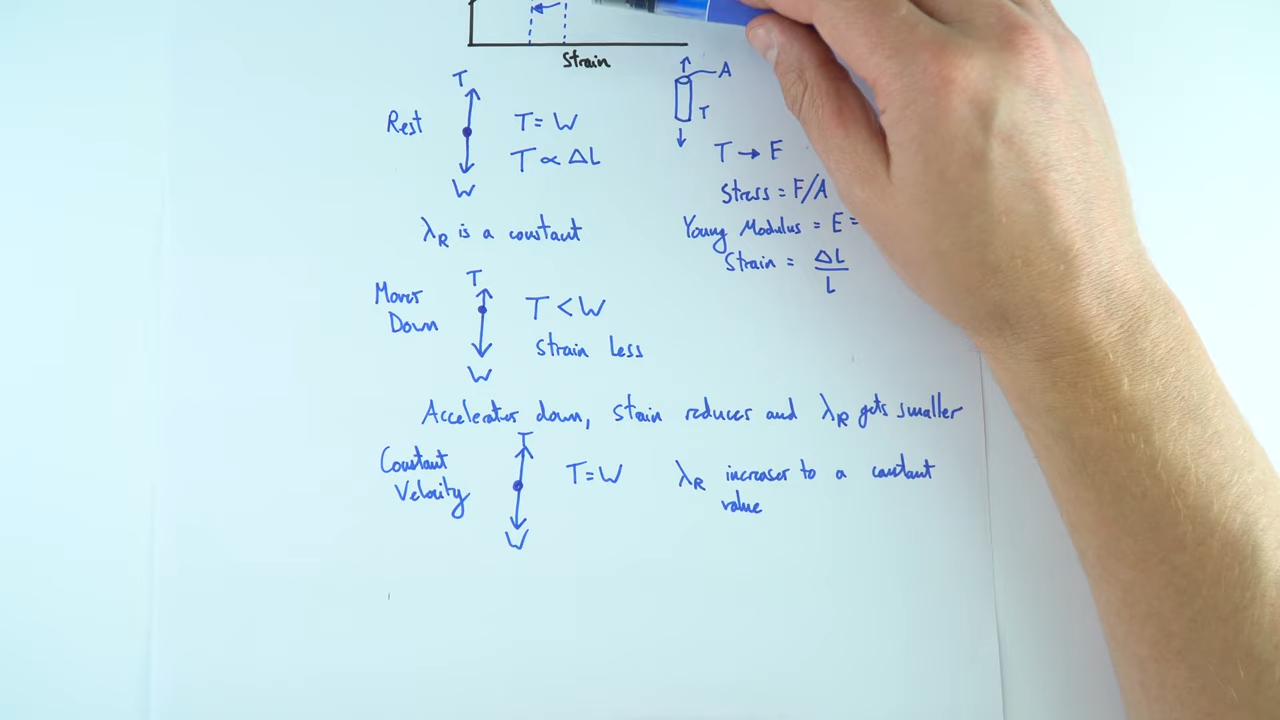 Strain
T
A
Rest
T = W
T
T ∝ ΔL
T → E
W
Stress = F/A
λR is a constant
Young Modulus = E =
Strain = ΔL/L
T
Moves
Down
T < W
Strain Less
W
Accelerates down, Stain reduces and λR gets smaller
T
Constant
Velocity
T = W
λR increases to a constant
value
W